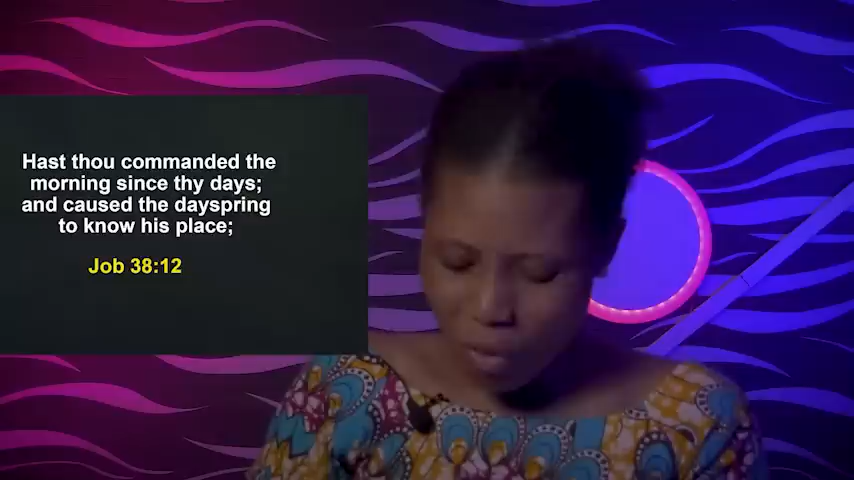 Hast thou commanded the
morning since thy days;
and caused the dayspring
to know his place;
Job 38:12